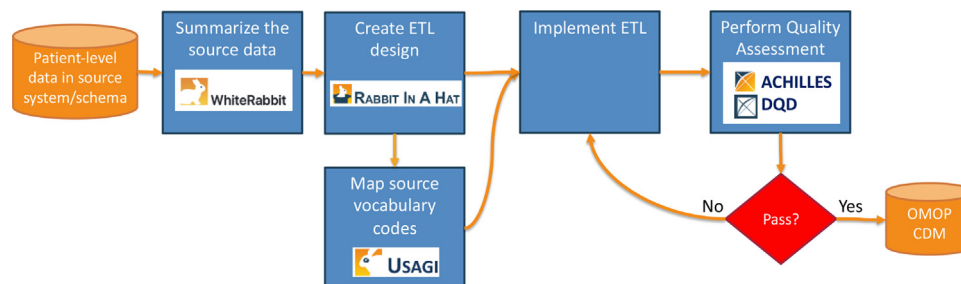 Patient-level
data in source
system/schema
Summarize the
source data
WhiteRabbit
Create ETL
design
RABBIT IN A HAT
Map source
vocabulary
codes
USAGI
Implement ETL
Perform Quality
Assessment
ACHILLES
DQD
Pass?
No
Yes
OMOP
CDM